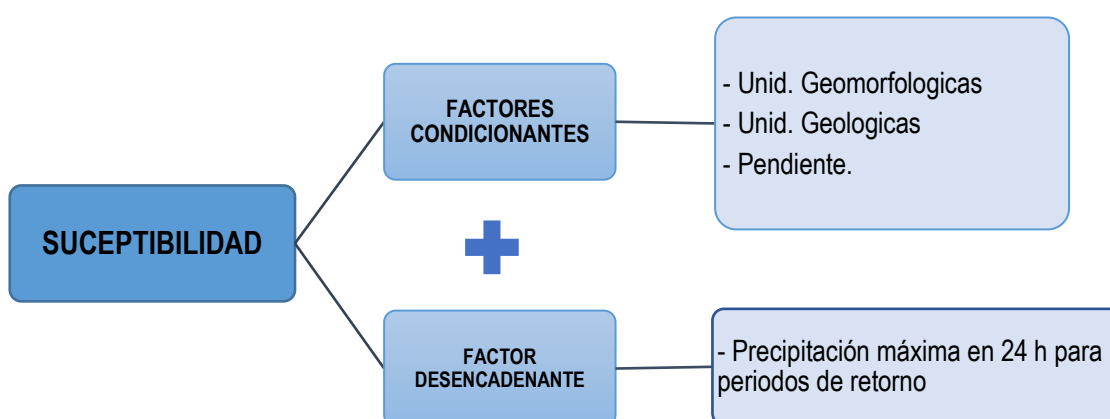 SUCEPTIBILIDAD
FACTORES
CONDICIONANTES
- Unid. Geomorfologicas
- Unid. Geologicas
- Pendiente.
FACTOR
DESENCADENANTE
- Precipitación máxima en 24 h para
periodos de retorno